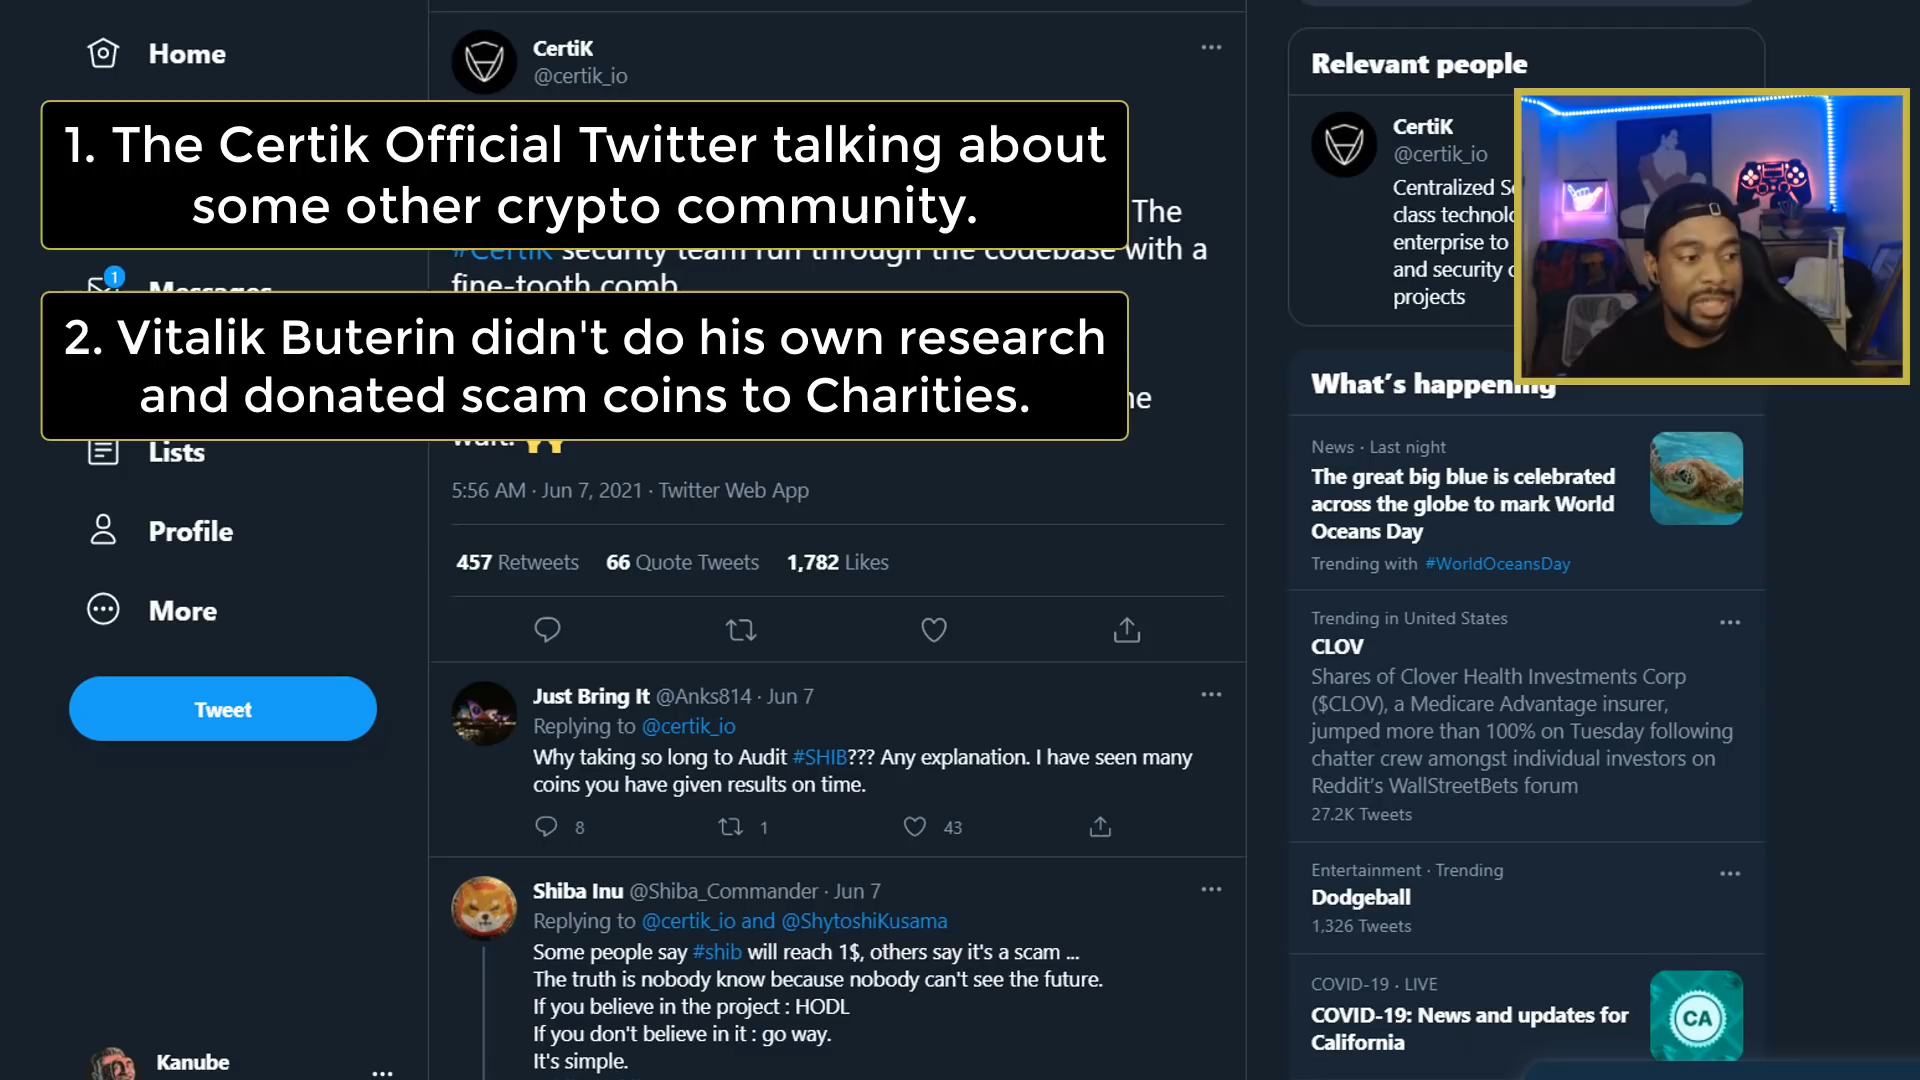 Home
CertiK
@certik_io
1. The Certik Official Twitter talking about
some other crypto community.
The
#CertiK security team run through the codebase with a
fine-tooth comb
1
Messages
2. Vitalik Buterin didn't do his own research
and donated scam coins to Charities.
wait.
Lists
5:56 AM · Jun 7, 2021 · Twitter Web App
Profile
457 Retweets 66 Quote Tweets 1,782 Likes
More
Tweet
Just Bring It @Anks814 · Jun 7
Replying to @certik_io
Why taking so long to Audit #SHIB??? Any explanation. I have seen many
coins you have given results on time.
8 1 43
Shiba Inu @Shiba_Commander · Jun 7
Replying to @certik_io and @ShytoshiKusama
Some people say #shib will reach 1$, others say it's a scam ...
The truth is nobody know because nobody can't see the future.
If you believe in the project : HODL
If you don't believe in it : go way.
It's simple.
Kanube
Relevant people
CertiK
@certik_io
Centralized
class
enterprise to
and security
projects
What's happening
News · Last night
The great big blue is celebrated
across the globe to mark World
Oceans Day
Trending with #WorldOceansDay
Trending in United States
CLOV
Shares of Clover Health Investments Corp
($CLOV), a Medicare Advantage insurer,
jumped more than 100% on Tuesday following
chatter crew amongst individual investors on
Reddit's WallStreetBets forum
27.2K Tweets
Entertainment · Trending
Dodgeball
1,326 Tweets
COVID-19 · LIVE
COVID-19: News and updates for
California
CA